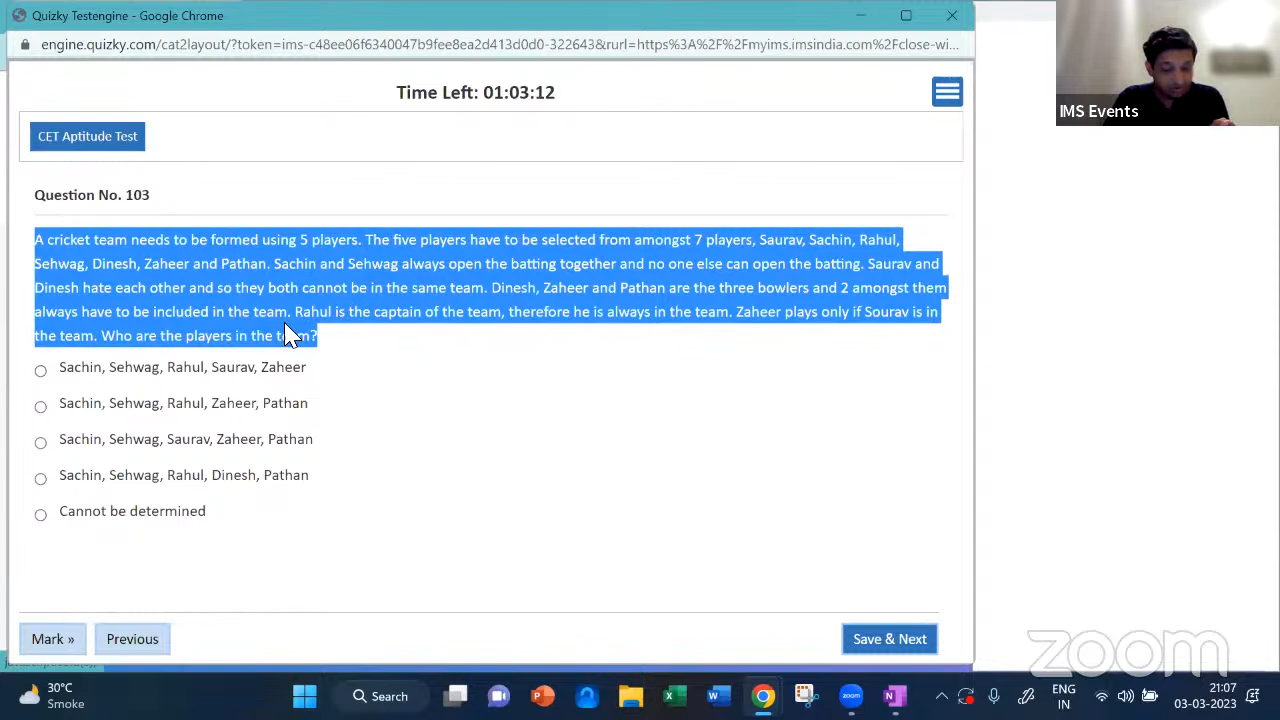 Quizky Testengine - Google Chrome
engine.quizky.com/cat2layout/?token=ims-c48ee06f6340047b9fee8ea2d413d0d0-322643&rurl=https%3A%2F%2Fmyims.imsindia.com%2Fclose-wi...
Time Left: 01:03:12
IMS Events
CET Aptitude Test
Question No. 103
A cricket team needs to be formed using 5 players. The five players have to be selected from amongst 7 players, Saurav, Sachin, Rahul,
Sehwag, Dinesh, Zaheer and Pathan. Sachin and Sehwag always open the batting together and no one else can open the batting. Saurav and
Dinesh hate each other and so they both cannot be in the same team. Dinesh, Zaheer and Pathan are the three bowlers and 2 amongst them
always have to be included in the team. Rahul is the captain of the team, therefore he is always in the team. Zaheer plays only if Sourav is in
the team. Who are the players in the team?
Sachin, Sehwag, Rahul, Saurav, Zaheer
Sachin, Sehwag, Rahul, Zaheer, Pathan
Sachin, Sehwag, Saurav, Zaheer, Pathan
Sachin, Sehwag, Rahul, Dinesh, Pathan
Cannot be determined
Mark »
Previous
Save & Next
zoom
30°C
Smoke
Search
zoom
ENG
IN
21:07
03-03-2023